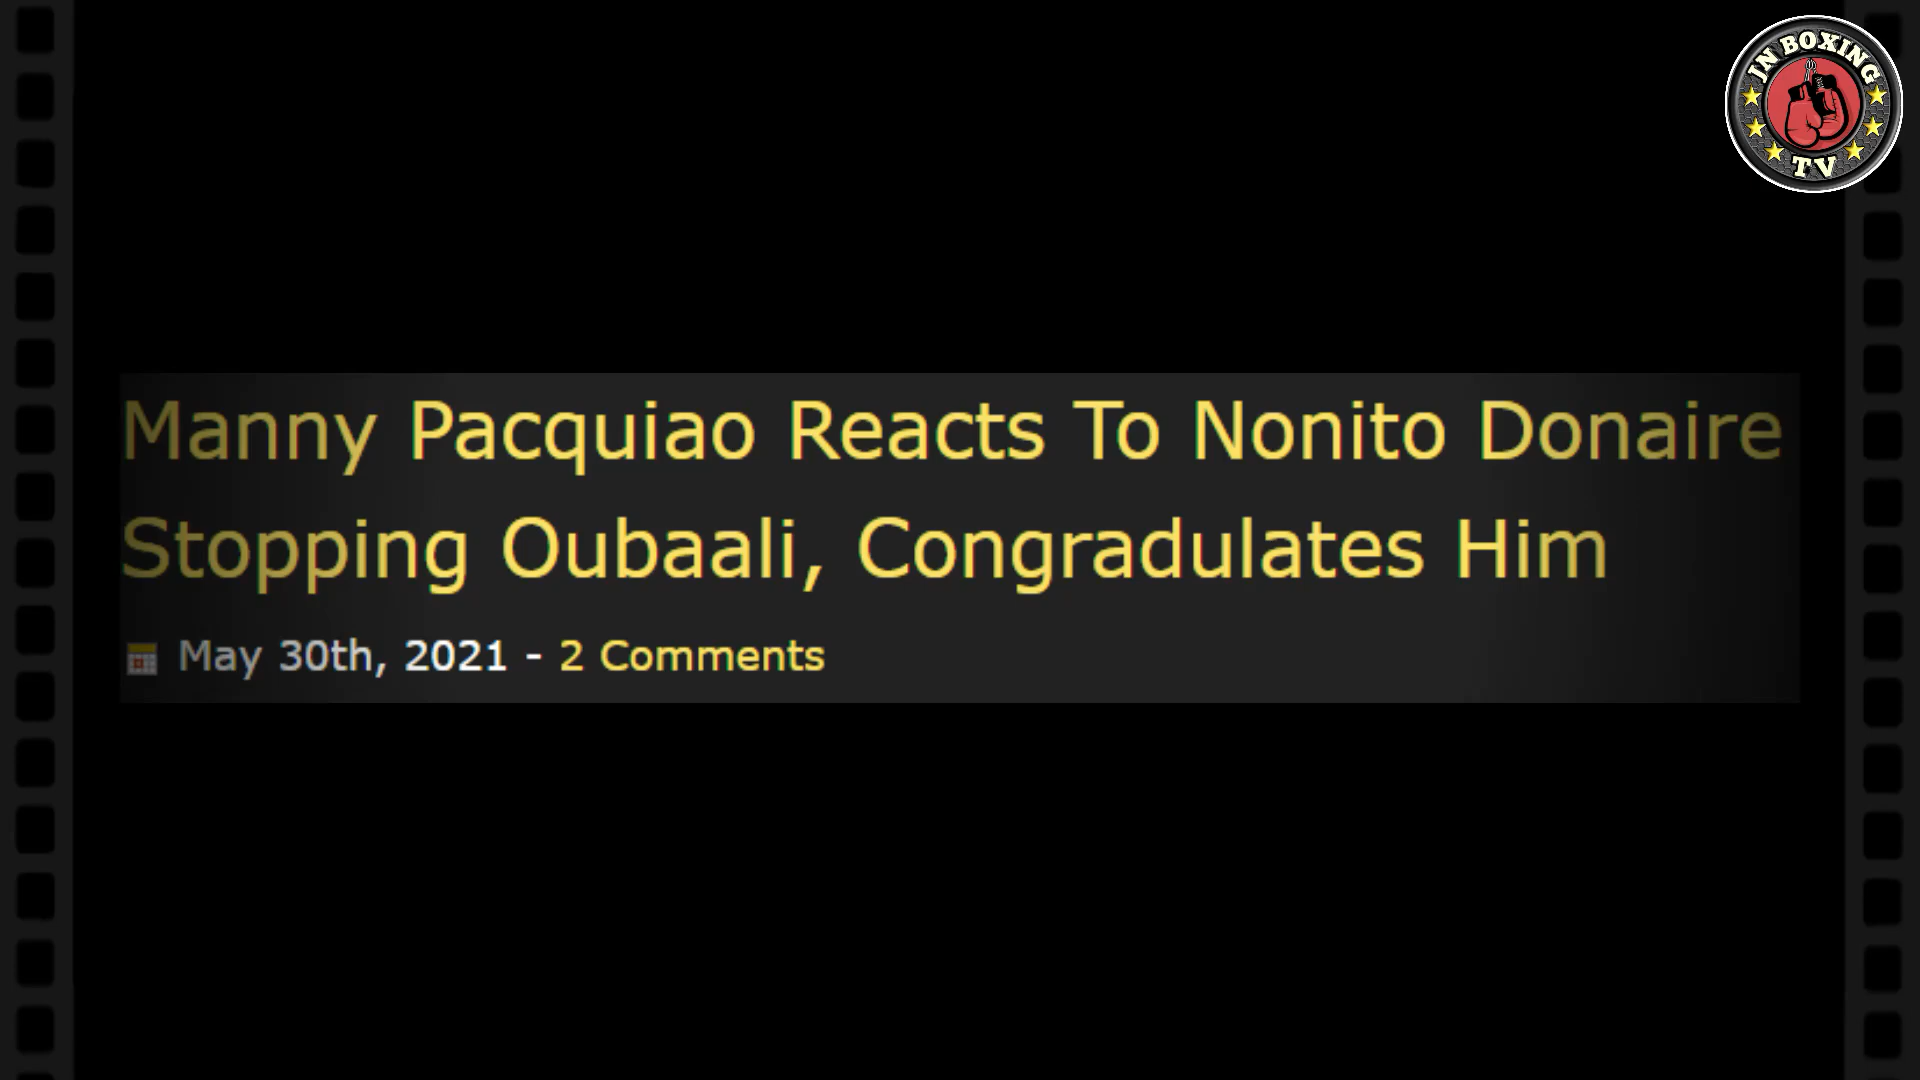 JN BOXING
TV
Manny Pacquiao Reacts To Nonito Donaire
Stopping Oubaali, Congradulates Him
May 30th, 2021 - 2 Comments